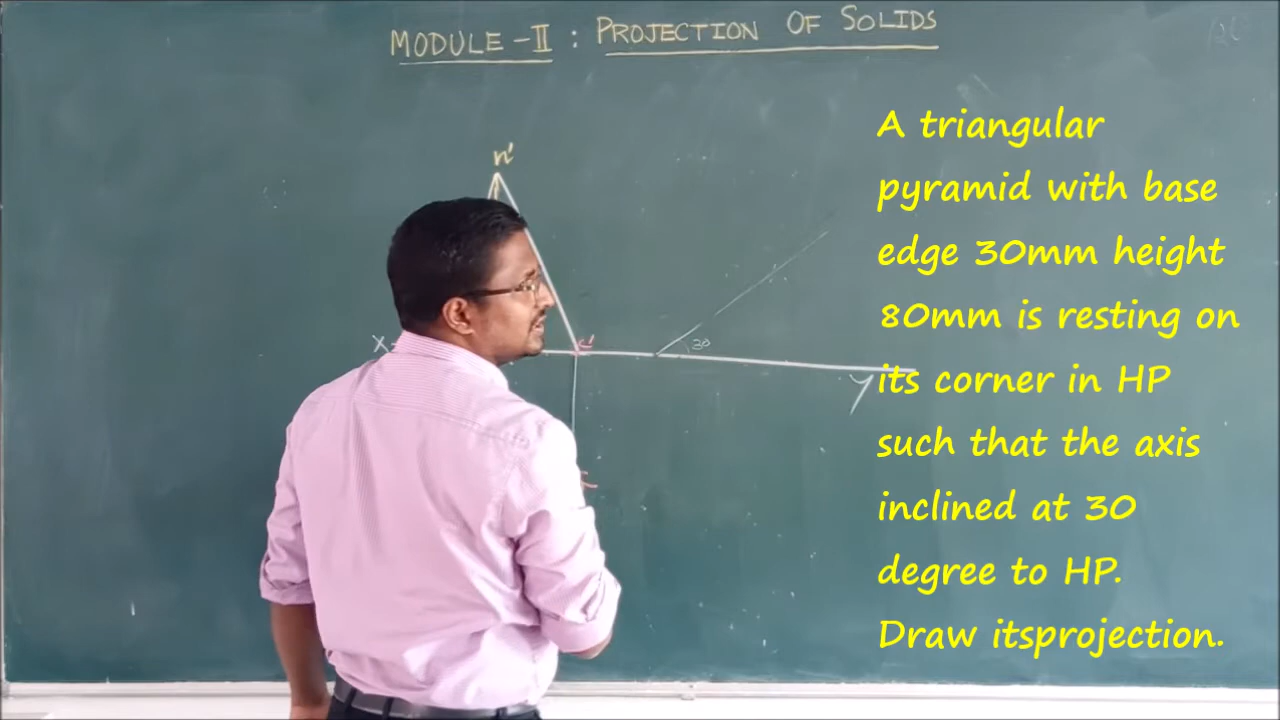 MODULE - II : PROJECTION OF SOLIDS
A triangular
pyramid with base
edge 30mm height
80mm is resting on
its corner in HP
such that the axis
inclined at 30
degree to HP.
Draw itsprojection.
n'
X
c'
30
Y